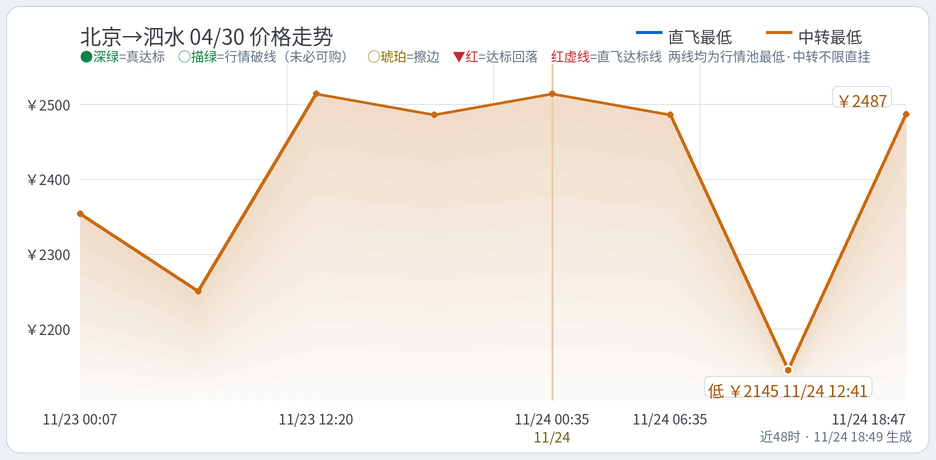 北京→泗水 04/30 价格走势
直飞最低 中转最低
●深绿=真达标 ○描绿=行情破线（未必可购） ○琥珀=擦边 ▼红=达标回落 红虚线=直飞达标线 两线均为行情池最低·中转不限直挂
￥2487
￥2500
￥2400
￥2300
￥2200
低 ￥2145 11/24 12:41
11/23 00:07 11/23 12:20 11/24 00:35 11/24 06:35 11/24 18:47
11/24
近48时 · 11/24 18:49 生成